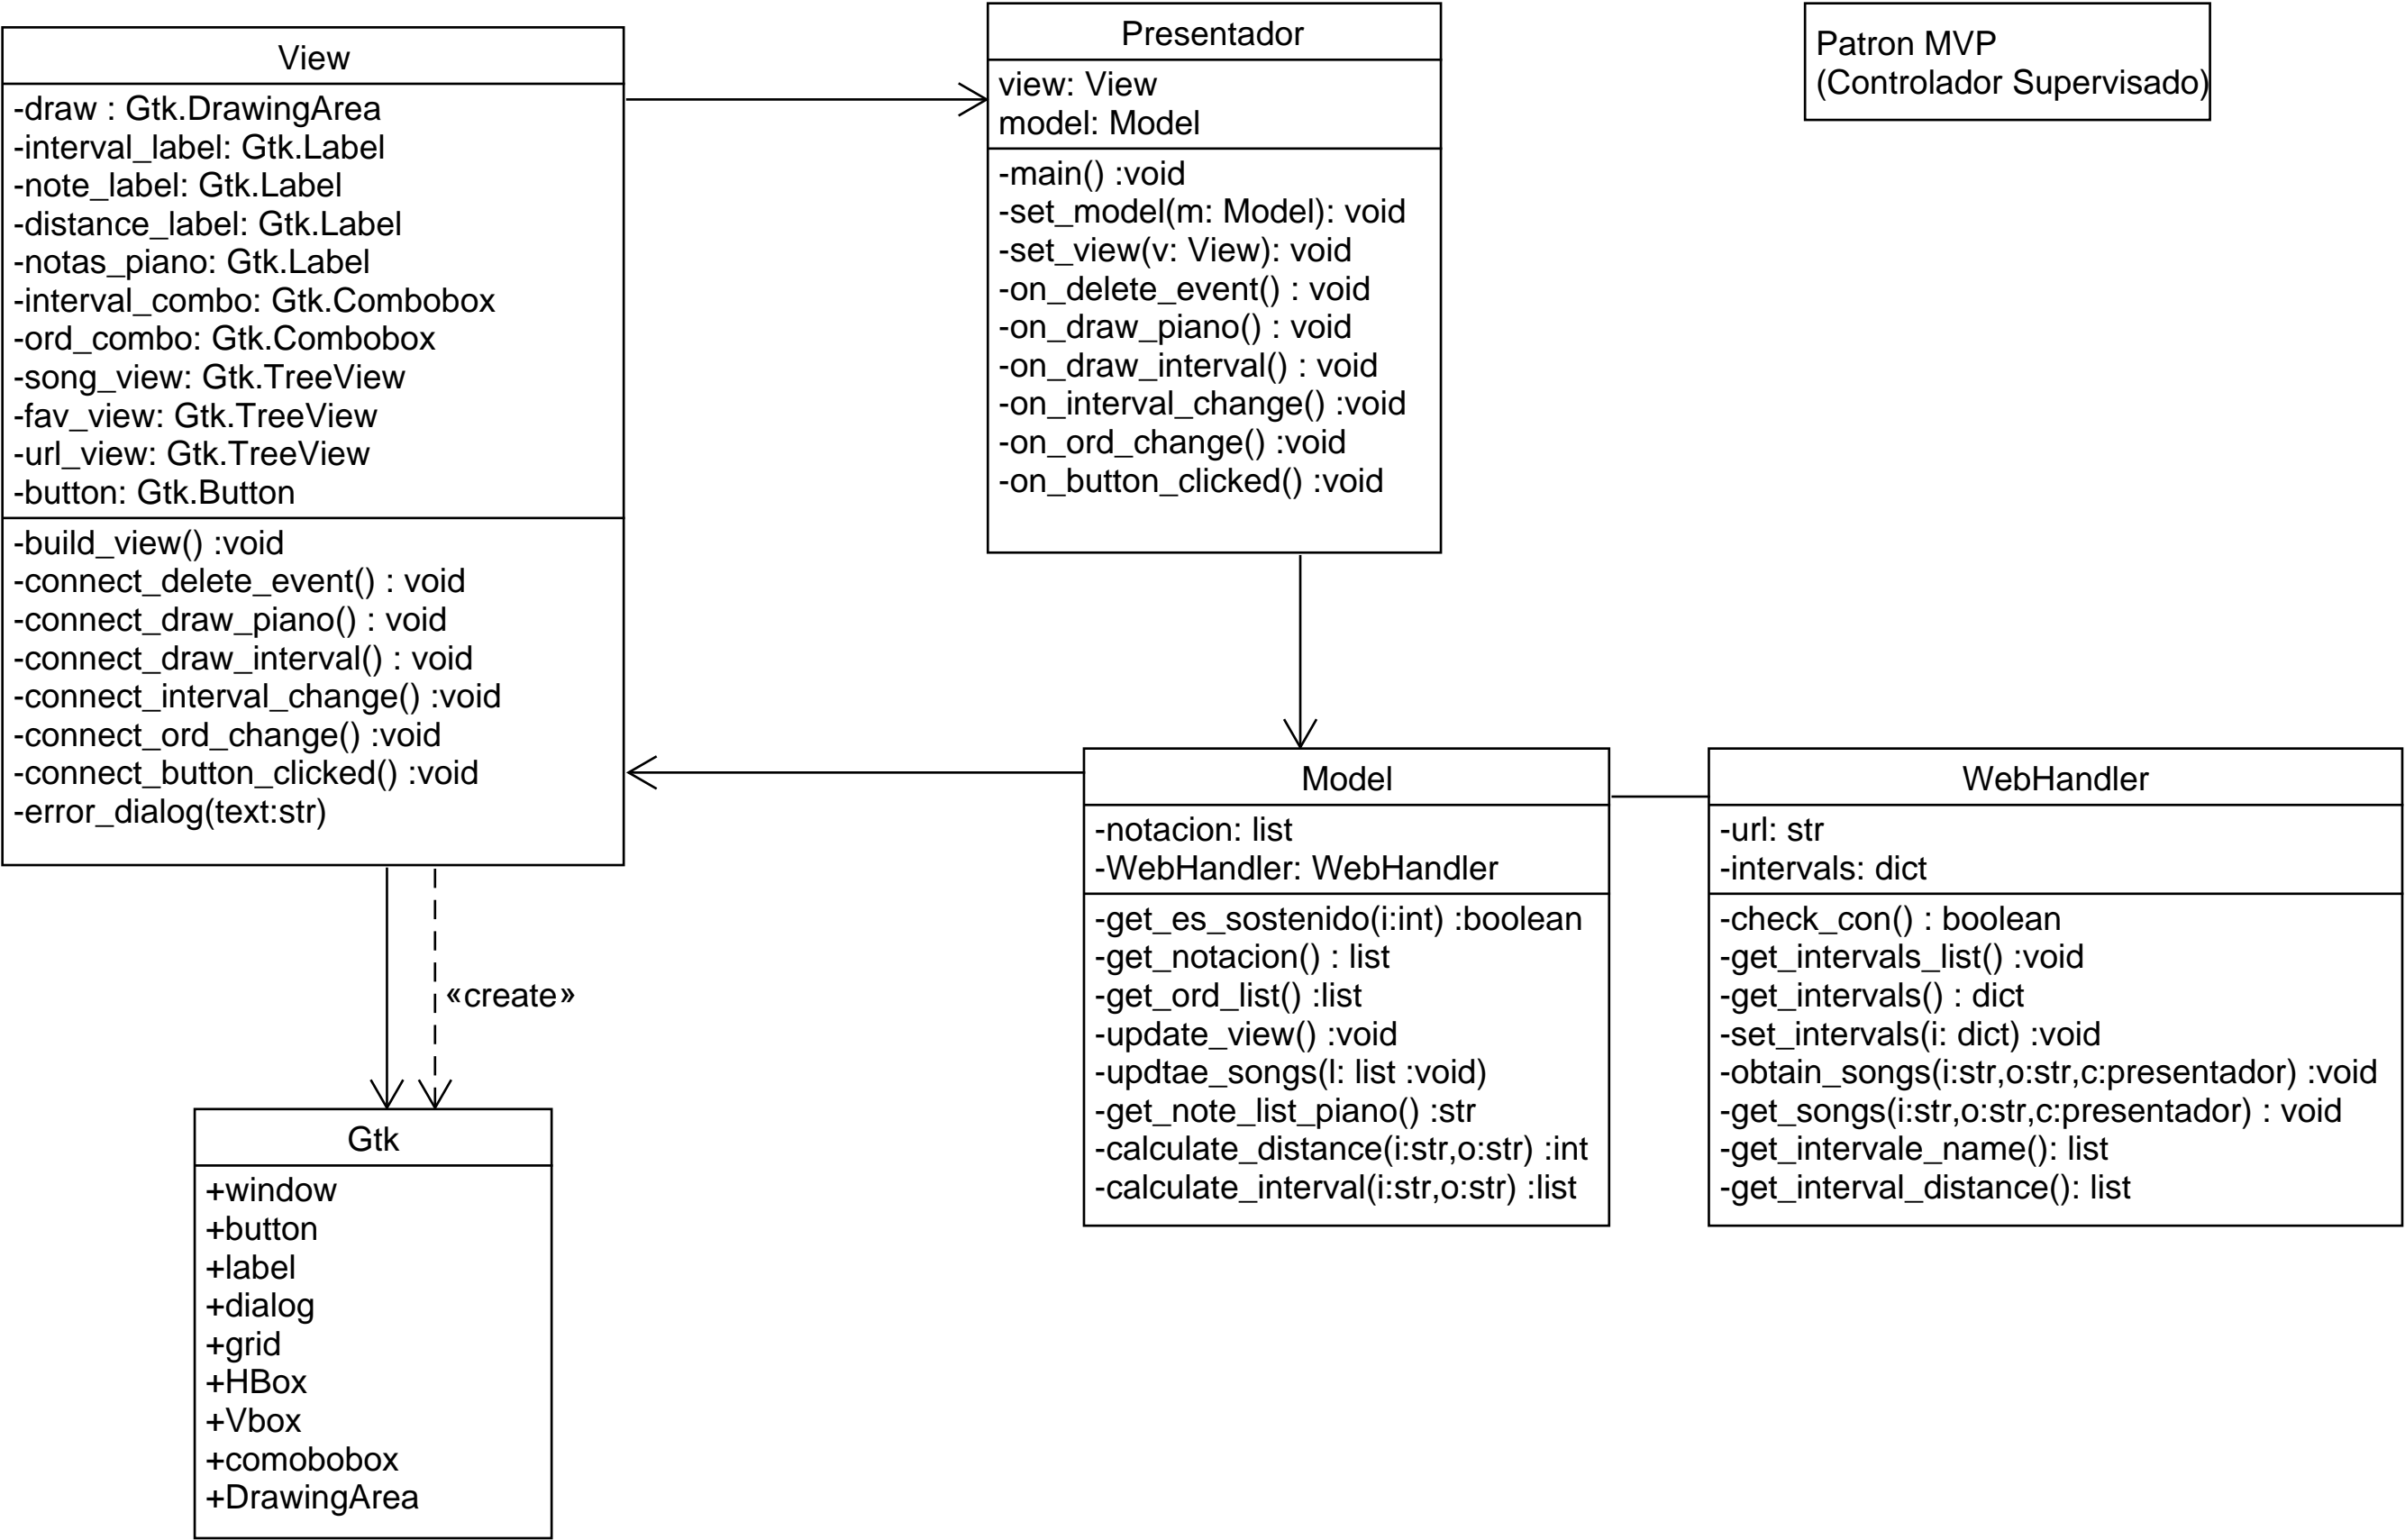 View
-draw : Gtk.DrawingArea
-interval_label: Gtk.Label
-note_label: Gtk.Label
-distance_label: Gtk.Label
-notas_piano: Gtk.Label
-interval_combo: Gtk.Combobox
-ord_combo: Gtk.Combobox
-song_view: Gtk.TreeView
-fav_view: Gtk.TreeView
-url_view: Gtk.TreeView
-button: Gtk.Button
-build_view() :void
-connect_delete_event() : void
-connect_draw_piano() : void
-connect_draw_interval() : void
-connect_interval_change() :void
-connect_ord_change() :void
-connect_button_clicked() :void
-error_dialog(text:str)
Presentador
view: View
model: Model
-main() :void
-set_model(m: Model): void
-set_view(v: View): void
-on_delete_event() : void
-on_draw_piano() : void
-on_draw_interval() : void
-on_interval_change() :void
-on_ord_change() :void
-on_button_clicked() :void
Patron MVP
(Controlador Supervisado)
Model
-notacion: list
-WebHandler: WebHandler
-get_es_sostenido(i:int) :boolean
-get_notacion() : list
-get_ord_list() :list
-update_view() :void
-updtae_songs(l: list :void)
-get_note_list_piano() :str
-calculate_distance(i:str,o:str) :int
-calculate_interval(i:str,o:str) :list
WebHandler
-url: str
-intervals: dict
-check_con() : boolean
-get_intervals_list() :void
-get_intervals() : dict
-set_intervals(i: dict) :void
-obtain_songs(i:str,o:str,c:presentador) :void
-get_songs(i:str,o:str,c:presentador) : void
-get_intervale_name(): list
-get_interval_distance(): list
«create»
Gtk
+window
+button
+label
+dialog
+grid
+HBox
+Vbox
+comobobox
+DrawingArea